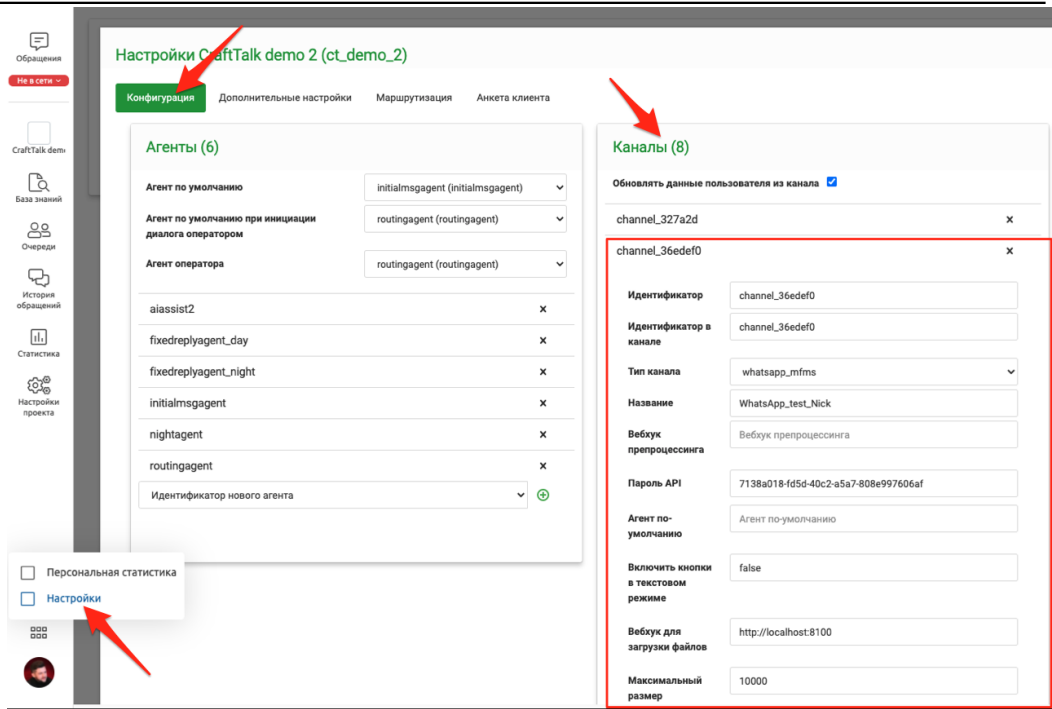 Обращения
Не в сети
CraftTalk dem
База знаний
Очереди
История
обращений
Статистика
Настройки
проекта
Персональная статистика
Настройки
Настройки CraftTalk demo 2 (ct_demo_2)
Конфигурация
Дополнительные настройки
Маршрутизация
Анкета клиента
Агенты (6)
Агент по умолчанию
initialmsgagent (initialmsgagent)
Агент по умолчанию при инициации
диалога оператором
routingagent (routingagent)
Агент оператора
routingagent (routingagent)
aiassist2 x
fixedreplyagent_day x
fixedreplyagent_night x
initialmsgagent x
nightagent x
routingagent x
Идентификатор нового агента
Каналы (8)
Обновлять данные пользователя из канала
channel_327a2d x
channel_36edef0 x
Идентификатор
channel_36edef0
Идентификатор в
канале
channel_36edef0
Тип канала
whatsapp_mfms
Название
WhatsApp_test_Nick
Вебхук
препроцессинга
Вебхук препроцессинга
Пароль API
7138a018-fd5d-40c2-a5a7-808e997606af
Агент по-
умолчанию
Агент по-умолчанию
Включить кнопки
в текстовом
режиме
false
Вебхук для
загрузки файлов
http://localhost:8100
Максимальный
размер
10000